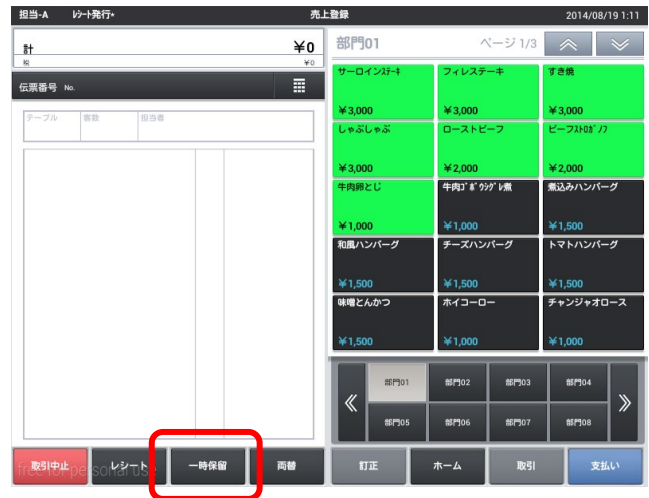 担当-A ﾚｼｰﾄ発行* 売上登録 2014/08/19 1:11
計 ¥0
税 ¥0
伝票番号 No.
テーブル 客数 担当者
部門01 ページ 1/3
サーロインｽﾃｰｷ フィレステーキ すき焼
¥3,000 ¥3,000 ¥3,000
しゃぶしゃぶ ローストビーフ ビーフｽﾄﾛｶﾞﾉﾌ
¥3,000 ¥2,000 ¥2,000
牛肉卵とじ 牛肉ｺﾞﾎﾞｳｼｸﾞﾚ煮 煮込みハンバーグ
¥1,000 ¥1,000 ¥1,500
和風ハンバーグ チーズハンバーグ トマトハンバーグ
¥1,500 ¥1,500 ¥1,500
味噌とんかつ ホイコーロー チャンジャオロース
¥1,500 ¥1,000 ¥1,000
部門01 部門02 部門03 部門04
部門05 部門06 部門07 部門08
取引中止 レシート 一時保留 両替 訂正 ホーム 取引 支払い
free for personal use